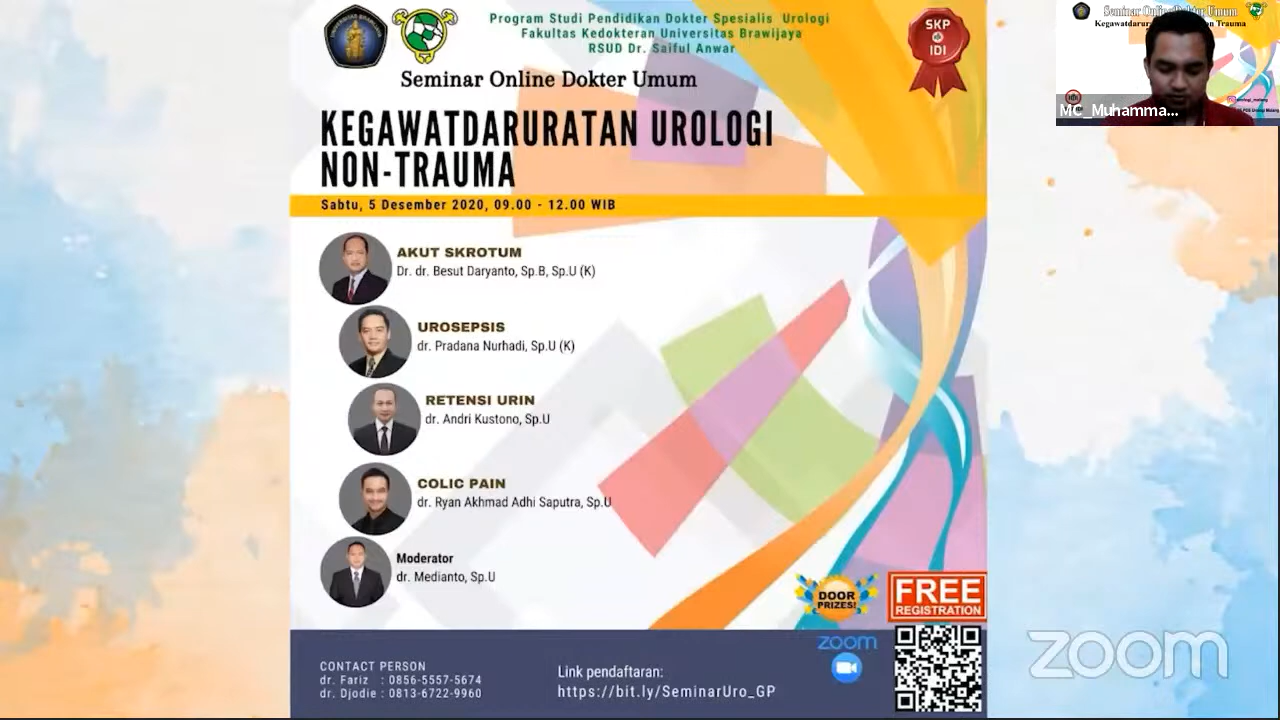 Program Studi Pendidikan Dokter Spesialis Urologi
Fakultas Kedokteran Universitas Brawijaya
RSUD Dr. Saiful Anwar
Seminar Online Dokter Umum
KEGAWATDARURATAN UROLOGI
NON-TRAUMA
Sabtu, 5 Desember 2020, 09.00 - 12.00 WIB
SKP
IDI
AKUT SKROTUM
Dr. dr. Besut Daryanto, Sp.B, Sp.U (K)
UROSEPSIS
dr. Pradana Nurhadi, Sp.U (K)
RETENSI URIN
dr. Andri Kustono, Sp.U
COLIC PAIN
dr. Ryan Akhmad Adhi Saputra, Sp.U
Moderator
dr. Medianto, Sp.U
DOOR
PRIZES!
FREE
REGISTRATION
CONTACT PERSON
dr. Fariz : 0856-5557-5674
dr. Djodie : 0813-6722-9960
Link pendaftaran:
https://bit.ly/SeminarUro_GP
zoom
zoom
Seminar Online Dokter Umum
Trauma
MC_Muhamma...